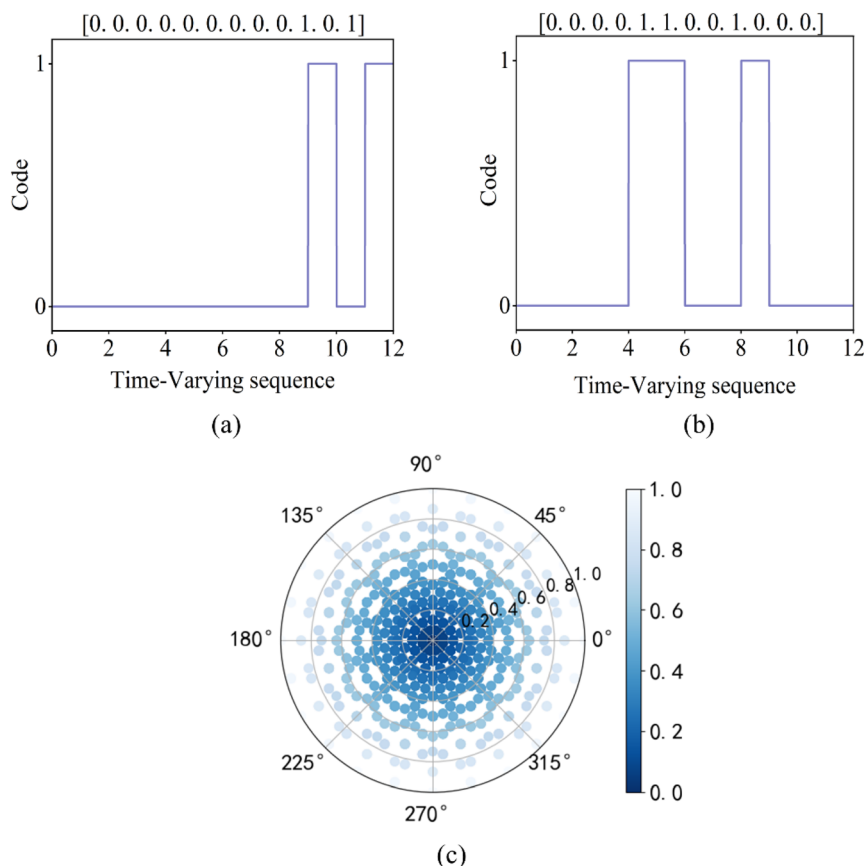 [0. 0. 0. 0. 0. 0. 0. 0. 0. 1. 0. 1]
1
0
Code
0 2 4 6 8 10 12
Time-Varying sequence
(a)
[0. 0. 0. 0. 1. 1. 0. 0. 1. 0. 0. 0.]
1
0
Code
0 2 4 6 8 10 12
Time-Varying sequence
(b)
90°
135° 45°
180° 0°
225° 315°
270°
0.2 0.4 0.6 0.8 1.0
1.0
0.8
0.6
0.4
0.2
0.0
(c)